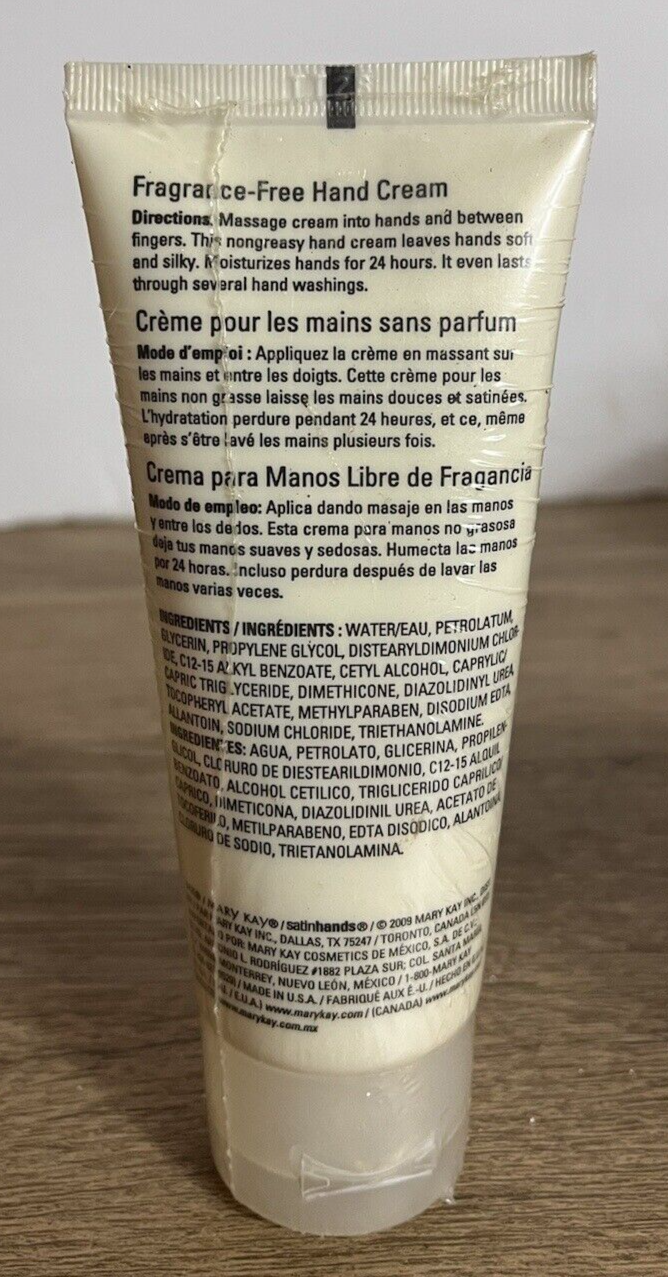 2
Fragrance-Free Hand Cream
Directions. Massage cream into hands and between
fingers. This nongreasy hand cream leaves hands soft
and silky. Moisturizes hands for 24 hours. It even lasts
through several hand washings.
Crème pour les mains sans parfum
Mode d'emploi : Appliquez la crème en massant sur
les mains et entre les doigts. Cette crème pour les
mains non grasse laisse les mains douces et satinées.
L'hydratation perdure pendant 24 heures, et ce, même
après s'être lavé les mains plusieurs fois.
Crema para Manos Libre de Fragancia
Modo de empleo: Aplica dando masaje en las manos
y entre los dedos. Esta crema para manos no grasosa
deja tus manos suaves y sedosas. Humecta las manos
por 24 horas. Incluso perdura después de lavar las
manos varias veces.
INGREDIENTS / INGRÉDIENTS : WATER/EAU, PETROLATUM,
GLYCERIN, PROPYLENE GLYCOL, DISTEARYLDIMONIUM CHLOR-
IDE, C12-15 ALKYL BENZOATE, CETYL ALCOHOL, CAPRYLIC/
CAPRIC TRIGLYCERIDE, DIMETHICONE, DIAZOLIDINYL UREA,
TOCOPHERYL ACETATE, METHYLPARABEN, DISODIUM EDTA,
ALLANTOIN, SODIUM CHLORIDE, TRIETHANOLAMINE.
INGREDIENTES: AGUA, PETROLATO, GLICERINA, PROPILEN-
GLICOL, CLORURO DE DIESTEARILDIMONIO, C12-15 ALQUIL
BENZOATO, ALCOHOL CETILICO, TRIGLICERIDO CAPRILICO/
CAPRICO, DIMETICONA, DIAZOLIDINIL UREA, ACETATO DE
TOCOFERILO, METILPARABENO, EDTA DISODICO, ALANTOINA,
CLORURO DE SODIO, TRIETANOLAMINA.
MARY KAY® / satinhands® / © 2009 MARY KAY INC.
MARY KAY INC., DALLAS, TX 75247 / TORONTO, CANADA
POR: MARY KAY COSMETICS DE MÉXICO, S.A. DE C.V.,
L. RODRÍGUEZ #1882 PLAZA SUR; COL. SANTA MARÍA
MONTERREY, NUEVO LEÓN, MÉXICO / 1-800-MARY KAY
/ MADE IN U.S.A. / FABRIQUÉ AUX É.-U. / HECHO EN
/ E.U.A.) www.marykay.com / (CANADA)
www.marykay.com.mx